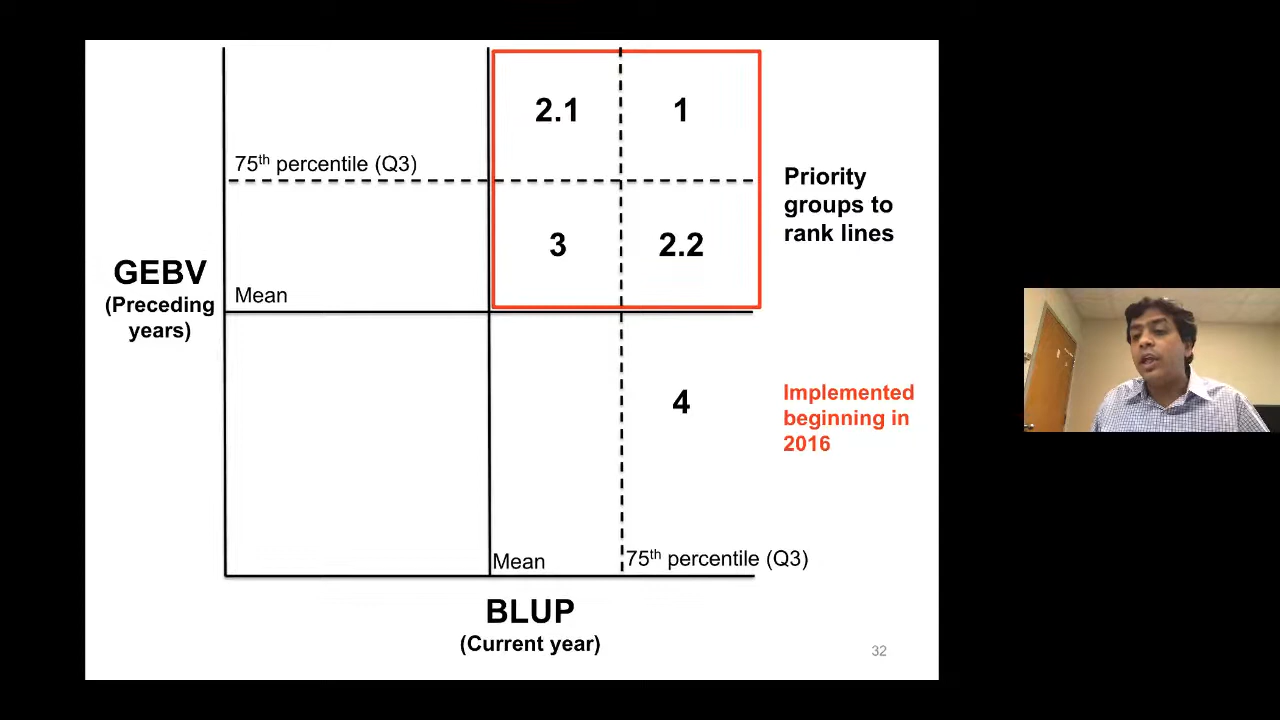 2.1
1
75th percentile (Q3)
Priority
groups to
rank lines
3
2.2
GEBV
(Preceding
years)
Mean
4
Implemented
beginning in
2016
Mean
75th percentile (Q3)
BLUP
(Current year)
32